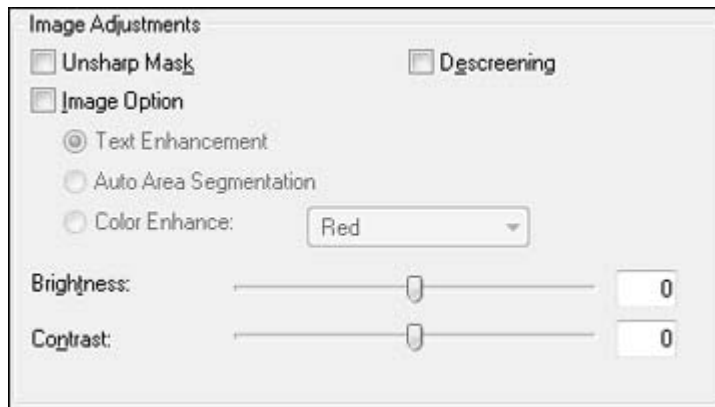 Image Adjustments
Unsharp Mask Descreening
Image Option
Text Enhancement
Auto Area Segmentation
Color Enhance: Red
Brightness: 0
Contrast: 0